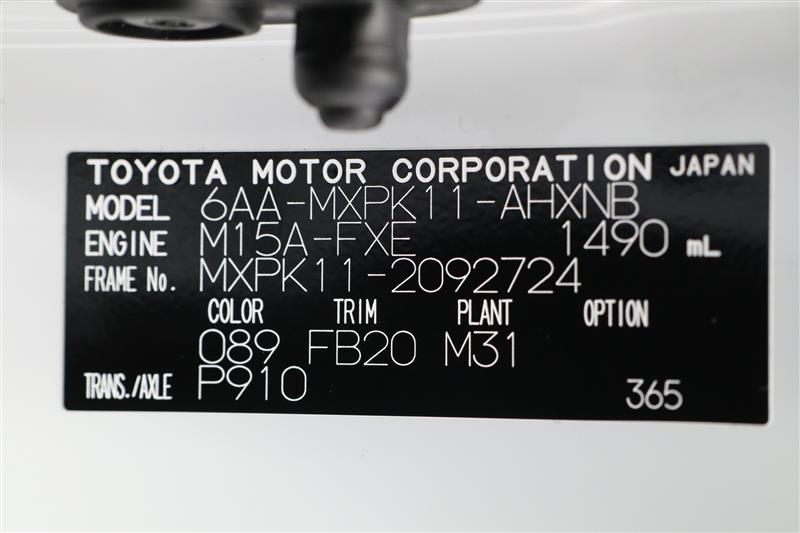 TOYOTA MOTOR CORPORATION JAPAN
MODEL 6AA-MXPK11-AHXNB
ENGINE M15A-FXE 1490 mL
FRAME No. MXPK11-2092724
COLOR TRIM PLANT OPTION
089 FB20 M31
TRANS./AXLE P910 365